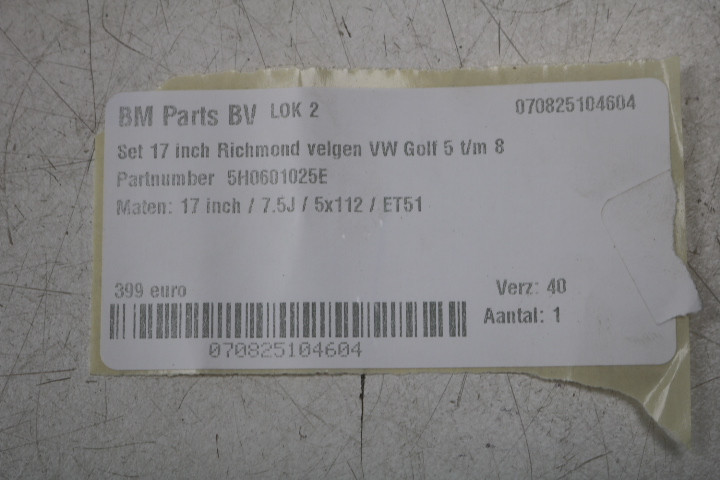 BM Parts BV LOK 2 070825104604
Set 17 inch Richmond velgen VW Golf 5 t/m 8
Partnumber 5H0601025E
Maten: 17 inch / 7.5J / 5x112 / ET51
399 euro Verz: 40
Aantal: 1
070825104604